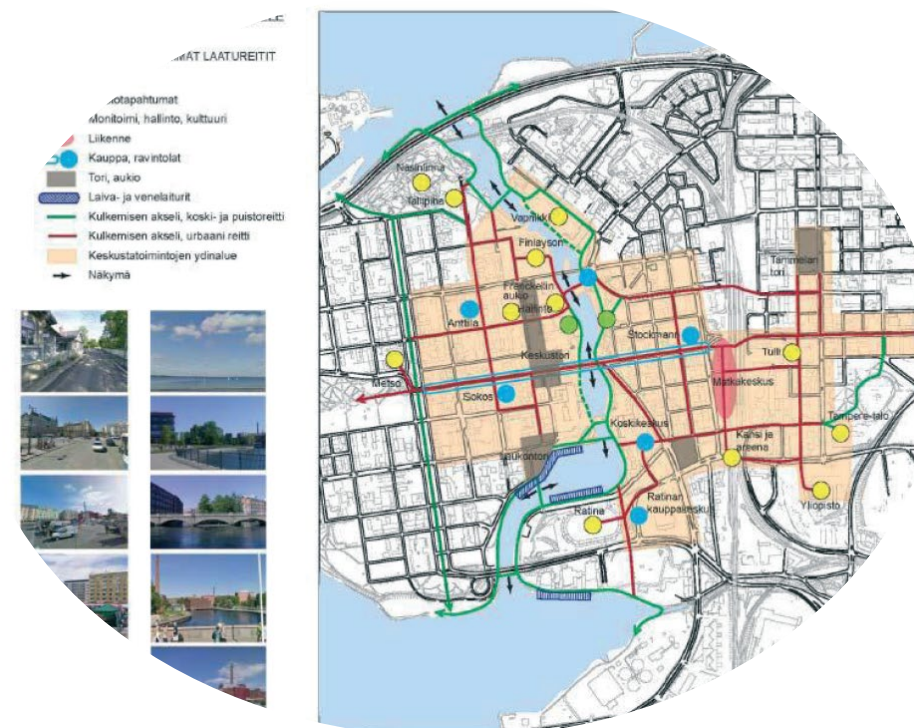 LAATUREITIT
Monitoimi, hallinto, kulttuuri
Liikenne
Kauppa, ravintolat
Tori, aukio
Laiva- ja venelaiturit
Kulkemisen akseli, koski- ja puistoreitti
Kulkemisen akseli, urbaani reitti
Keskustatoimintojen ydinalue
Näkymä
Näsinlinna
Tallipiha
Vapriikki
Finlayson
Tammelan
tori
Frenckellin
aukio
Hallinto
Anttila
Stockmann
Keskustori
Tulli
Metso
Sokos
Matkakeskus
Koskikeskus
Tampere-talo
Kansi ja
areena
Laukontori
Ratina
Ratinan
kauppakeskus
Yliopisto